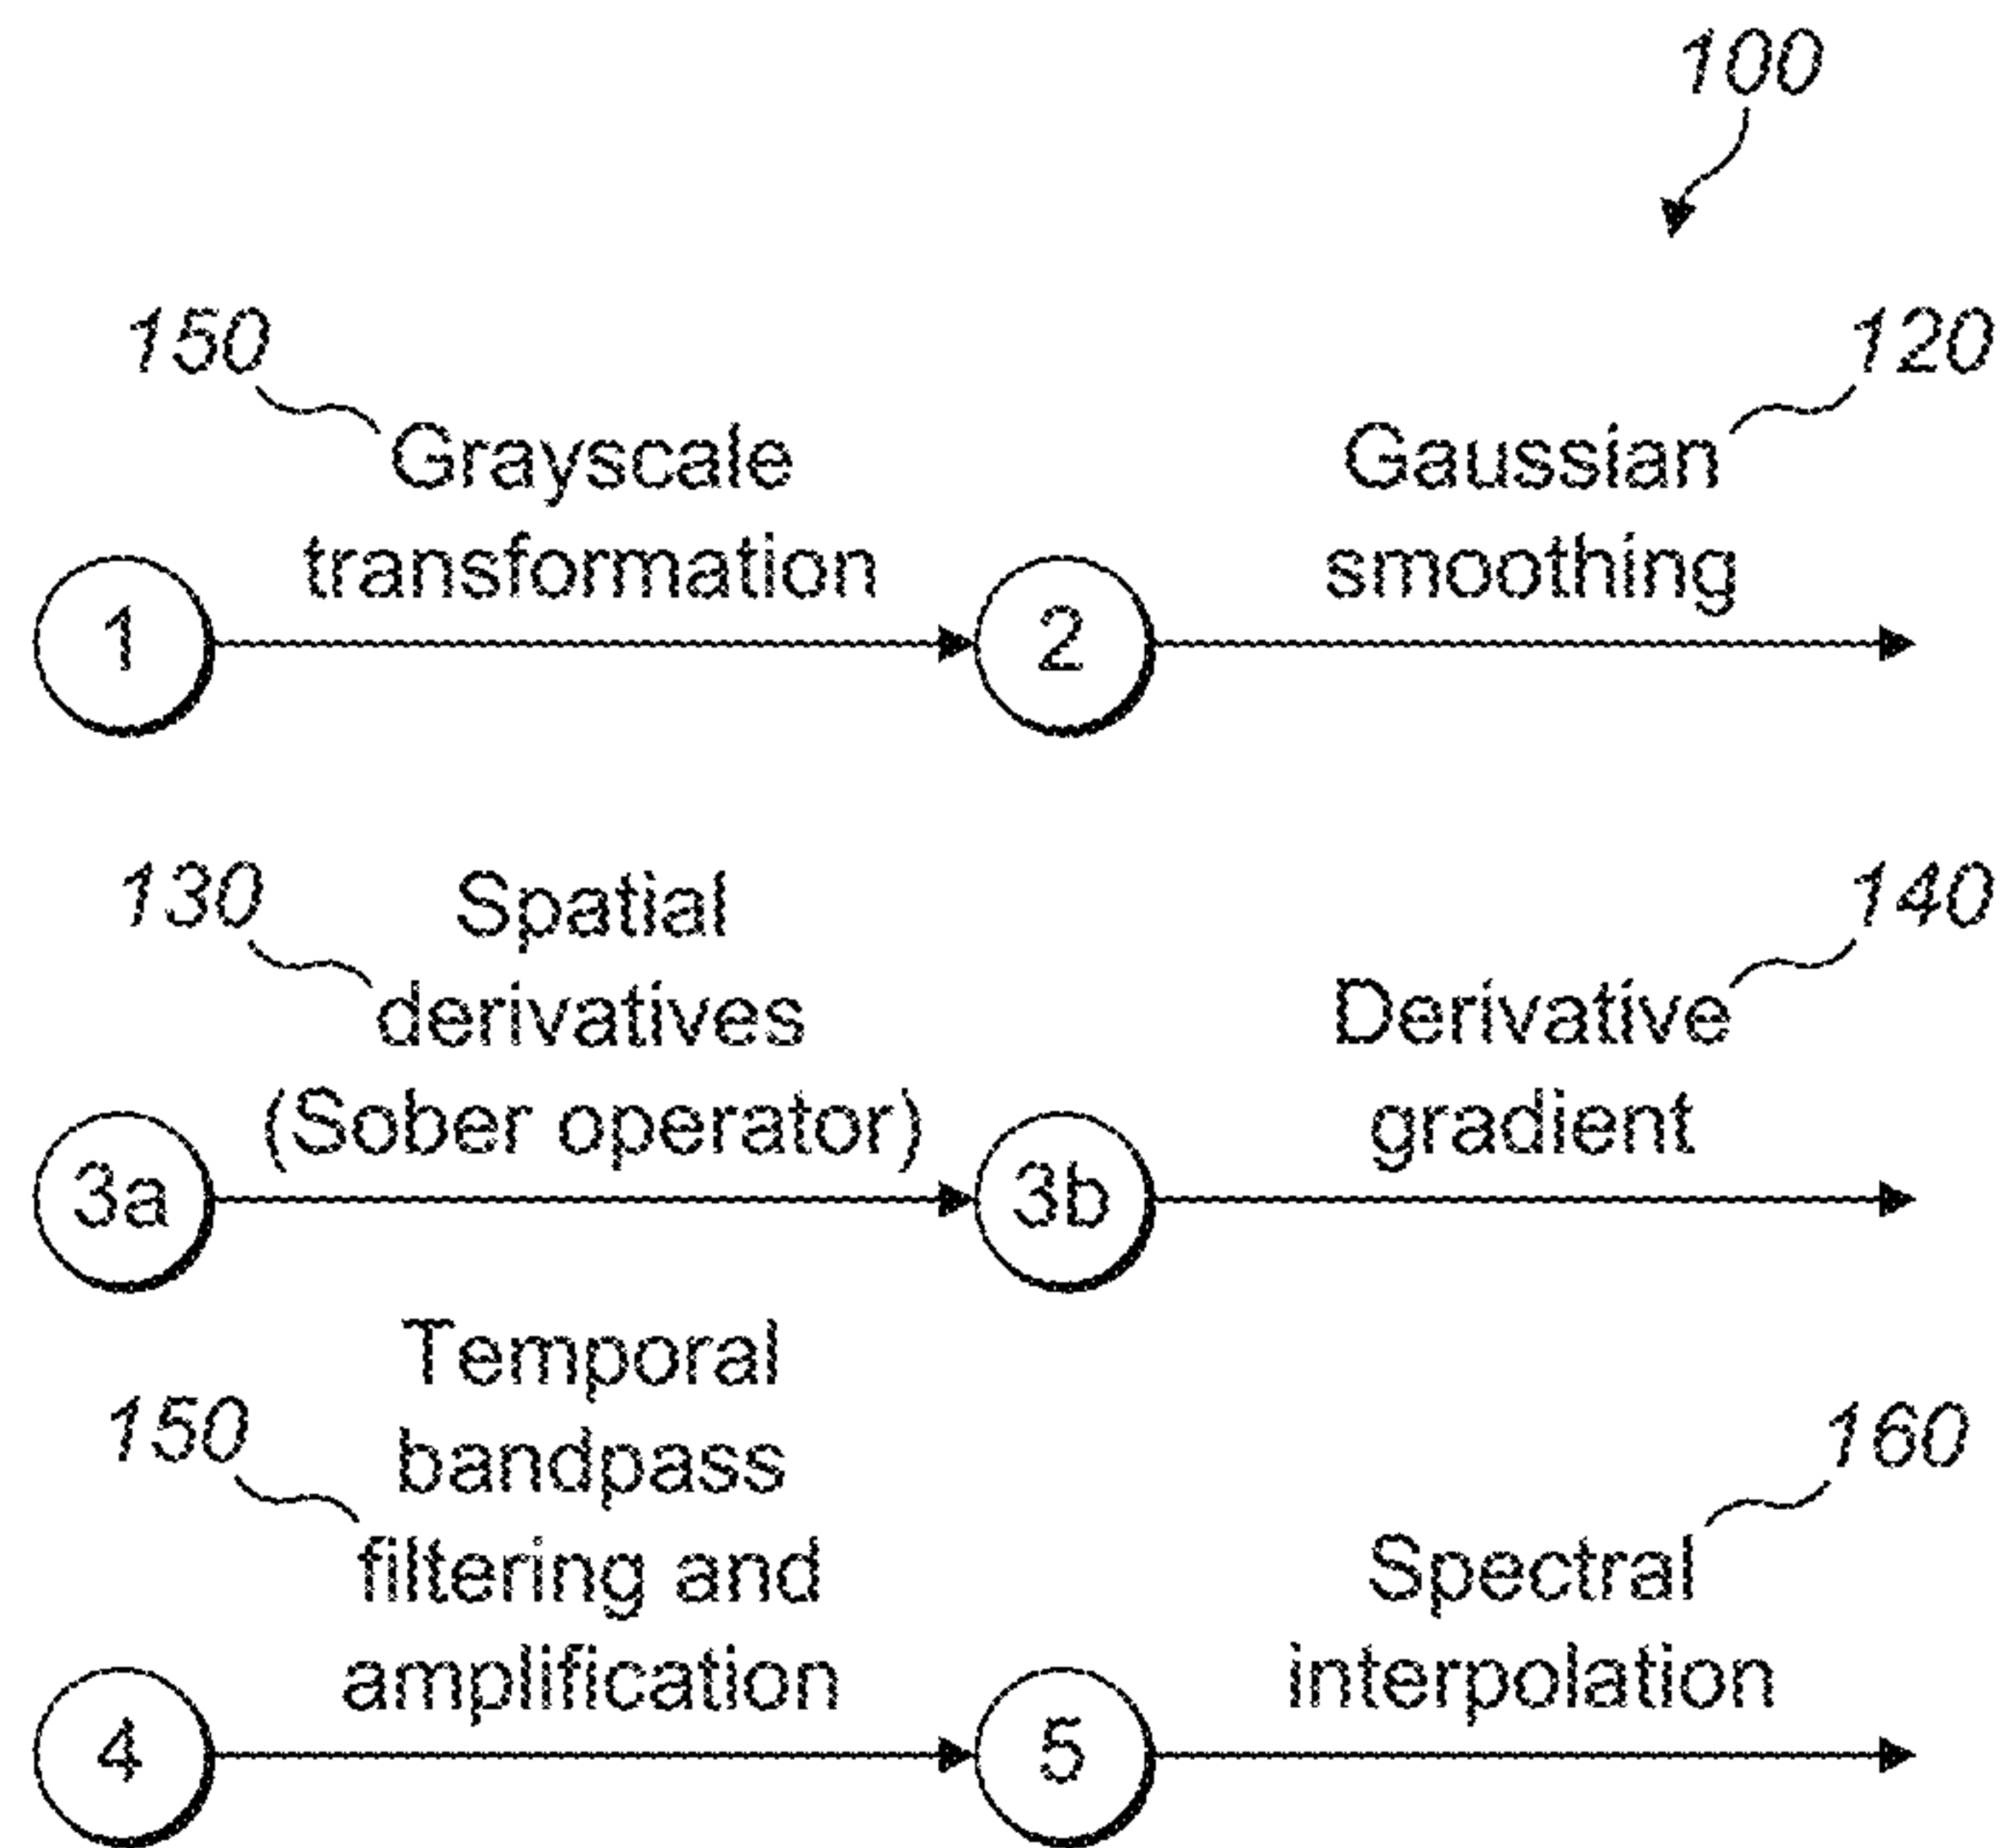 100
150
120
Grayscale
transformation
Gaussian
smoothing
1
2
130
140
Spatial
derivatives
(Sober operator)
Derivative
gradient
3a
3b
150
160
Temporal
bandpass
filtering and
amplification
Spectral
interpolation
4
5